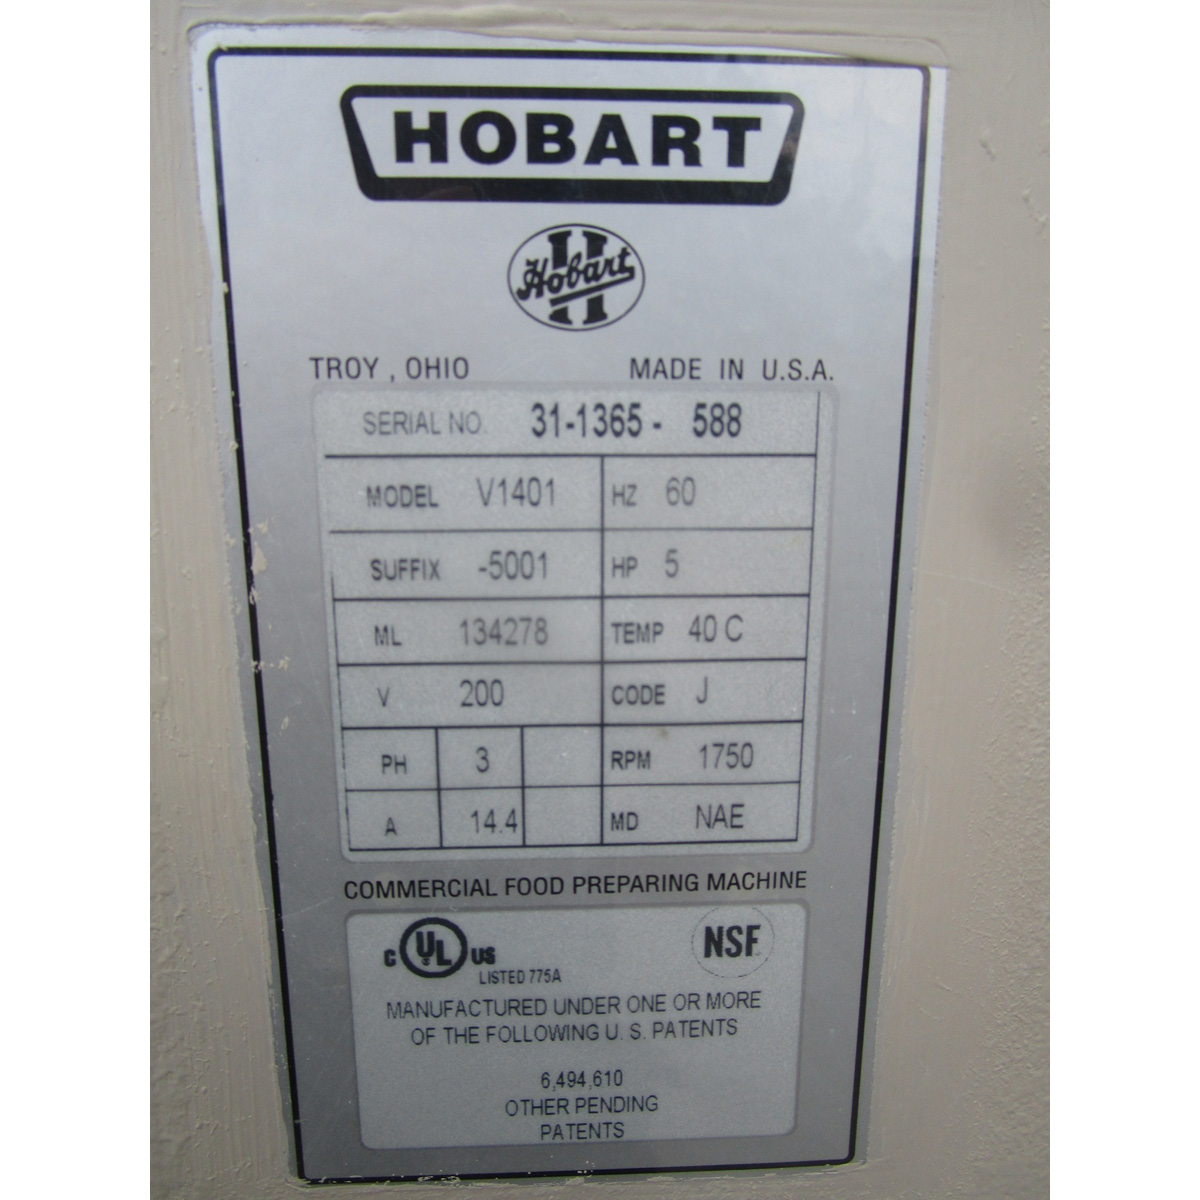 HOBART
Hobart
TROY, OHIO MADE IN U.S.A.
SERIAL NO. 31-1365- 588
MODEL V1401 HZ 60
SUFFIX -5001 HP 5
ML 134278 TEMP 40 C
V 200 CODE J
PH 3 RPM 1750
A 14.4 MD NAE
COMMERCIAL FOOD PREPARING MACHINE
C UL US NSF
LISTED 775A
MANUFACTURED UNDER ONE OR MORE
OF THE FOLLOWING U. S. PATENTS
6,494,610
OTHER PENDING
PATENTS